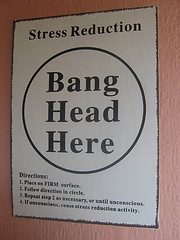 Stress Reduction
Bang
Head
Here
Directions:
1. Place on FIRM surface.
2. Follow direction in circle.
3. Repeat step 2 as necessary, or until unconscious.
4. If unconscious, cease stress reduction activity.